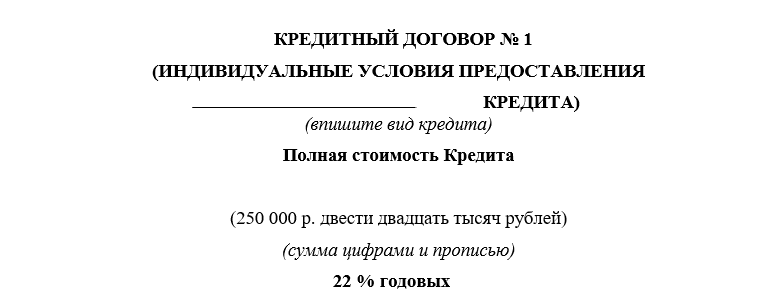 КРЕДИТНЫЙ ДОГОВОР № 1
(ИНДИВИДУАЛЬНЫЕ УСЛОВИЯ ПРЕДОСТАВЛЕНИЯ
КРЕДИТА)
(впишите вид кредита)
Полная стоимость Кредита
(250 000 р. двести двадцать тысяч рублей)
(сумма цифрами и прописью)
22 % годовых